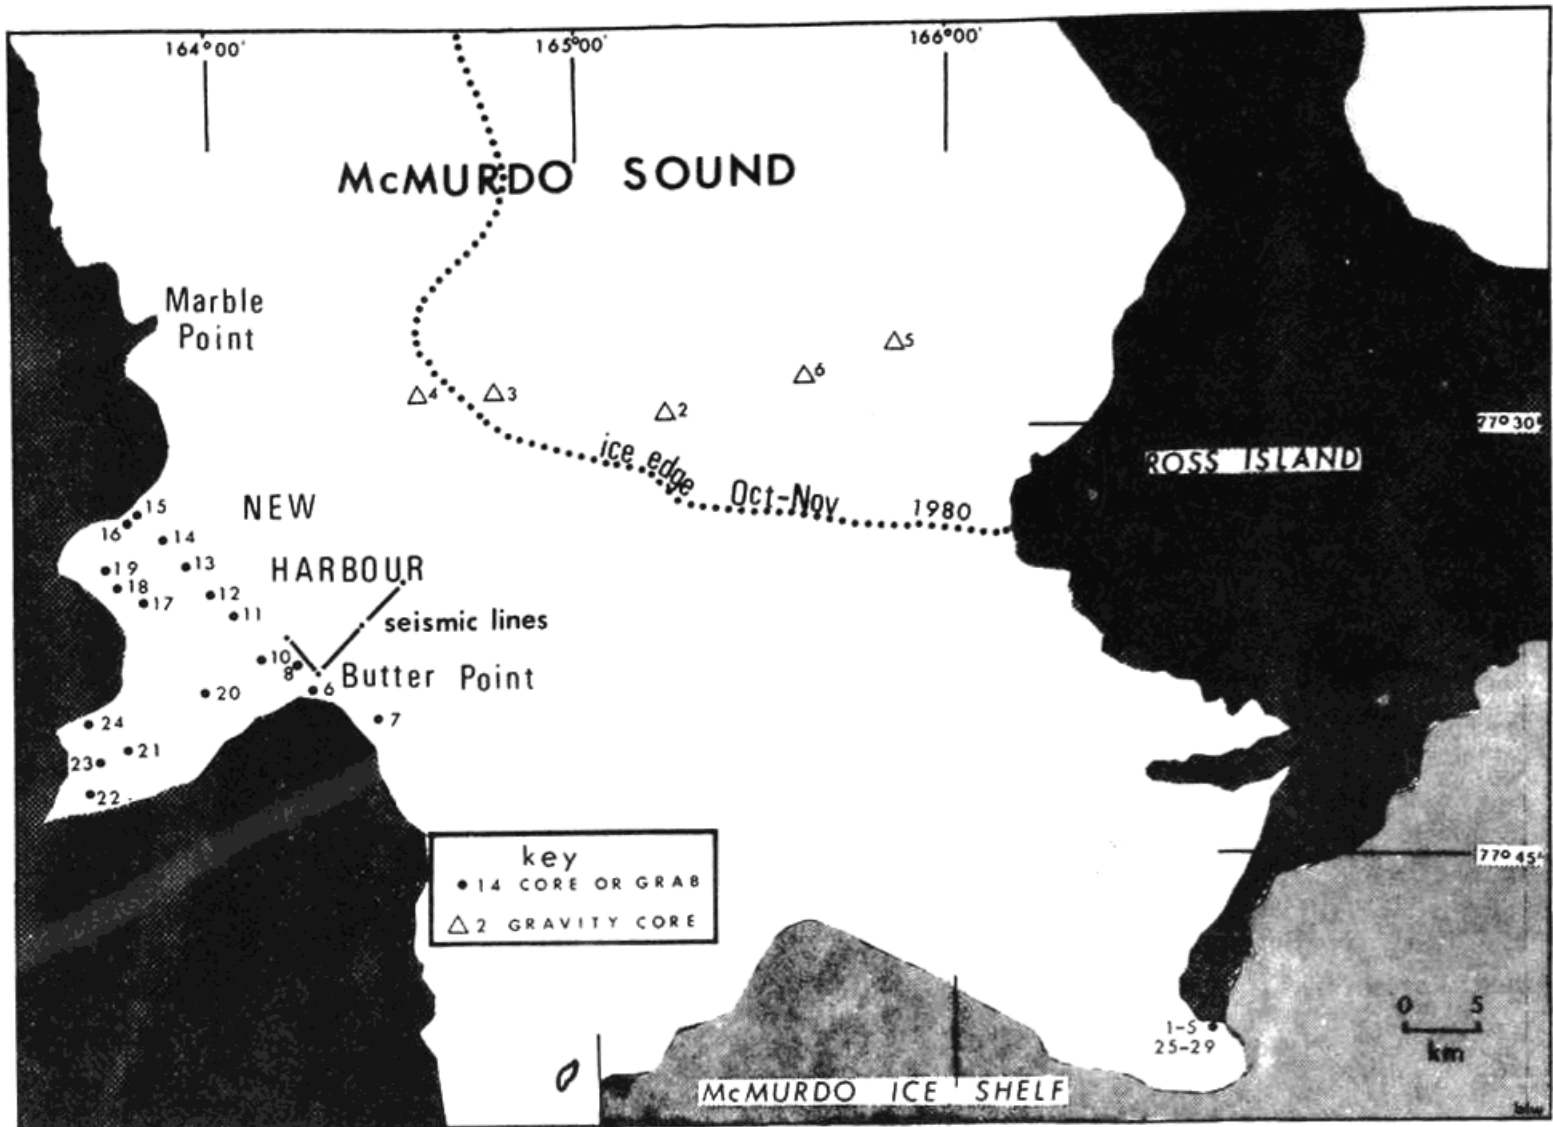 164°00'
165°00'
166°00'
McMURDO SOUND
Marble
Point
5
6
4
3
2
77°30'
ice edge
ROSS ISLAND
Oct-Nov 1980
15
NEW
16
14
13
HARBOUR
19
18
12
17
11
seismic lines
10
8
Butter Point
6
20
7
24
21
23
22
key
14 CORE OR GRAB
2 GRAVITY CORE
77°45'
0 5
km
1-5
25-29
McMURDO ICE SHELF
blw